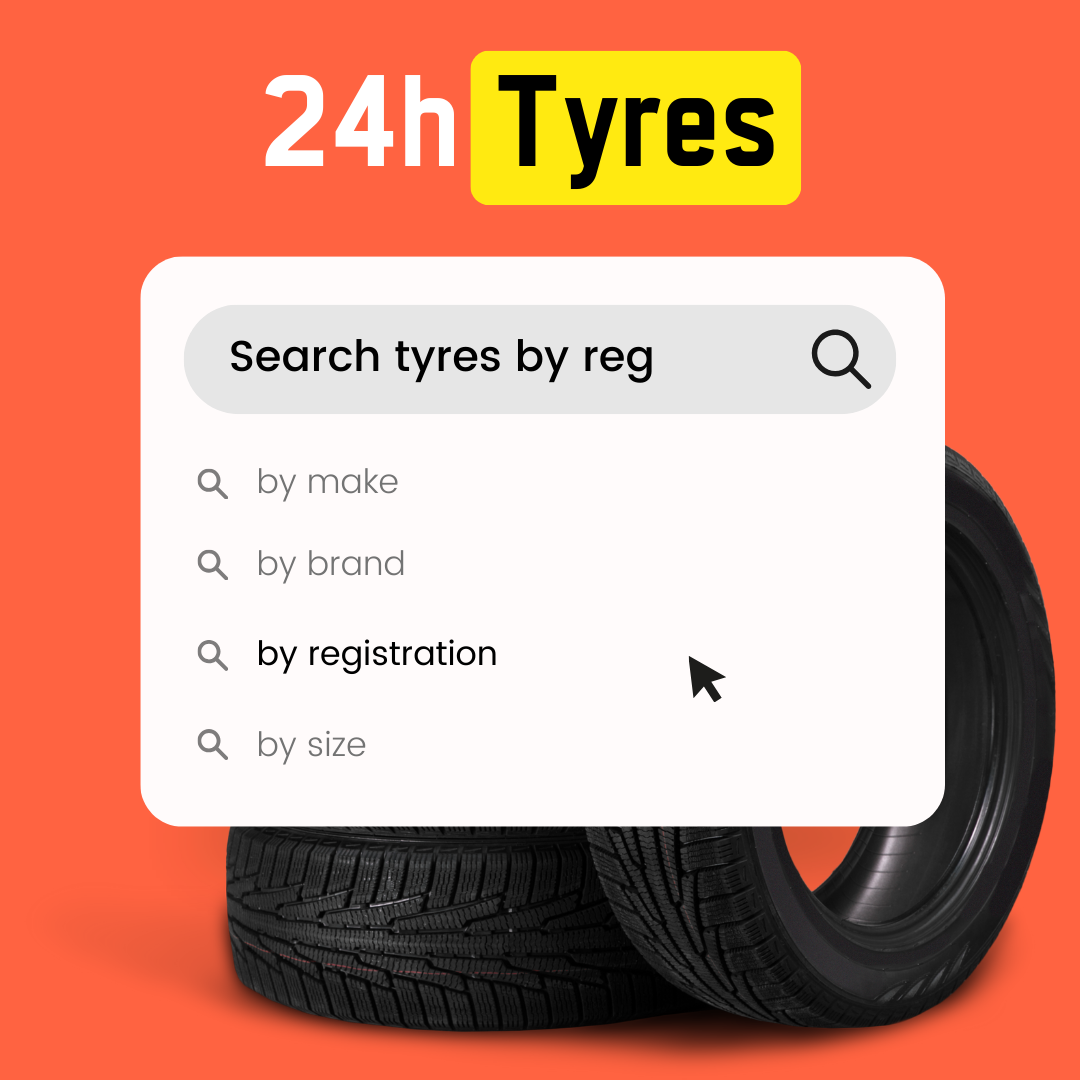 24h Tyres
Search tyres by reg
by make
by brand
by registration
by size